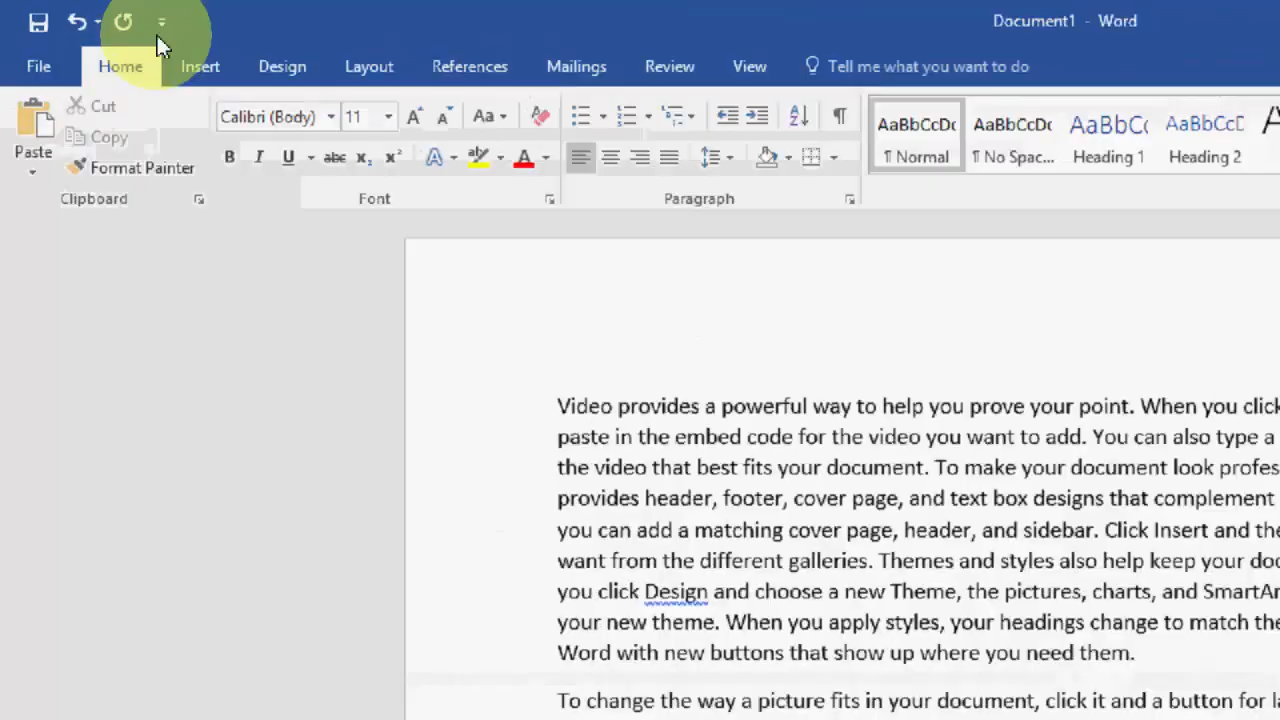 Document1 - Word
File Home Insert Design Layout References Mailings Review View Tell me what you want to do
Cut
Copy
Paste
Format Painter
Clipboard
Calibri (Body) 11 Aa
B I U abc x₂ x² A ab A
Font
A Z ¶
Paragraph
AaBbCcDc AaBbCcDc AaBbCc AaBbCcC A
¶ Normal ¶ No Spac... Heading 1 Heading 2
Video provides a powerful way to help you prove your point. When you click
paste in the embed code for the video you want to add. You can also type a
the video that best fits your document. To make your document look profes
provides header, footer, cover page, and text box designs that complement
you can add a matching cover page, header, and sidebar. Click Insert and the
want from the different galleries. Themes and styles also help keep your doc
you click Design and choose a new Theme, the pictures, charts, and SmartAr
your new theme. When you apply styles, your headings change to match the
Word with new buttons that show up where you need them.
To change the way a picture fits in your document, click it and a button for la